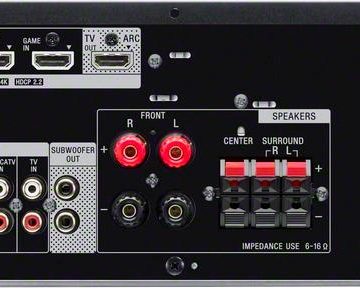 GAME
IN
TV
OUT
ARC
4K
HDCP 2.2
SPEAKERS
FRONT
R
L
CENTER
SURROUND
R L
SUBWOOFER
OUT
CATV
IN
TV
IN
+
−
+
−
IMPEDANCE USE 6-16 Ω